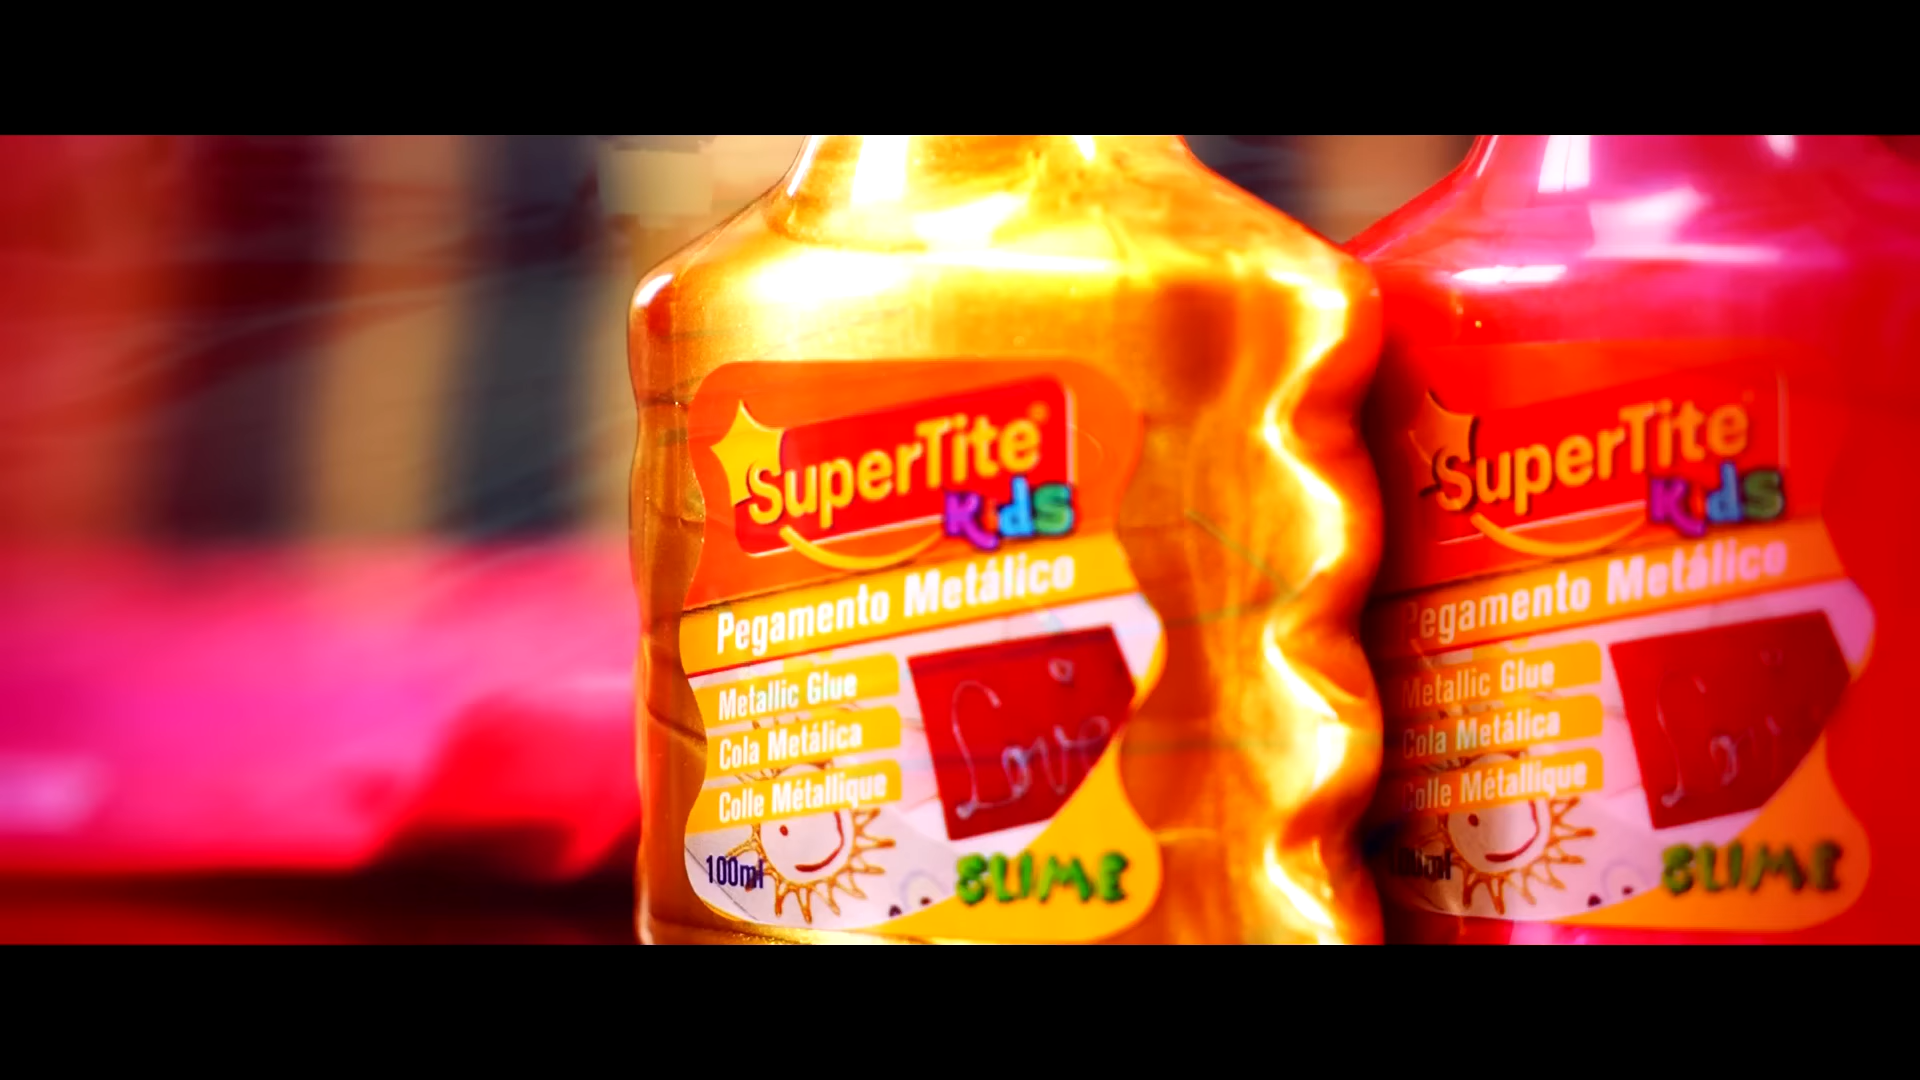 SuperTite®
Kids
Pegamento Metálico
Metallic Glue
Cola Metálica
Colle Métallique
Love
100ml
SLIME
SuperTite
Kids
Pegamento Metálico
Metallic Glue
Cola Metálica
Colle Métallique
100ml
SLIME